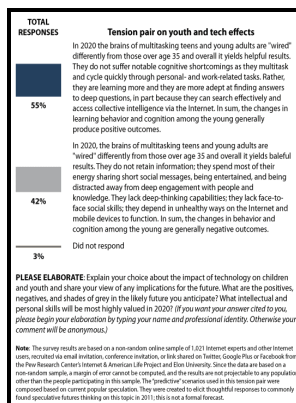 TOTAL
RESPONSES
Tension pair on youth and tech effects
In 2020 the brains of multitasking teens and young adults are "wired"
differently from those over age 35 and overall it yields helpful results.
They do not suffer notable cognitive shortcomings as they multitask
and cycle quickly through personal- and work-related tasks. Rather,
they are learning more and they are more adept at finding answers
to deep questions, in part because they can search effectively and
access collective intelligence via the Internet. In sum, the changes in
learning behavior and cognition among the young generally
produce positive outcomes.
55%
In 2020, the brains of multitasking teens and young adults are
"wired" differently from those over age 35 and overall it yields baleful
results. They do not retain information; they spend most of their
energy sharing short social messages, being entertained, and being
distracted away from deep engagement with people and
knowledge. They lack deep-thinking capabilities; they lack face-to-
face social skills; they depend in unhealthy ways on the Internet and
mobile devices to function. In sum, the changes in behavior and
cognition among the young are generally negative outcomes.
42%
Did not respond
3%
PLEASE ELABORATE: Explain your choice about the impact of technology on children
and youth and share your view of any implications for the future. What are the positives,
negatives, and shades of grey in the likely future you anticipate? What intellectual and
personal skills will be most highly valued in 2020? (If you want your answer cited to you,
please begin your elaboration by typing your name and professional identity. Otherwise your
comment will be anonymous.)
Note: The survey results are based on a non-random online sample of 1,021 Internet experts and other Internet
users, recruited via email invitation, conference invitation, or link shared on Twitter, Google Plus or Facebook from
the Pew Research Center's Internet & American Life Project and Elon University. Since the data are based on a
non-random sample, a margin of error cannot be computed, and the results are not projectable to any population
other than the people participating in this sample. The "predictive" scenarios used in this tension pair were
composed based on current popular speculation. They were created to elicit thoughtful responses to commonly
found speculative futures thinking on this topic in 2011; this is not a formal forecast.